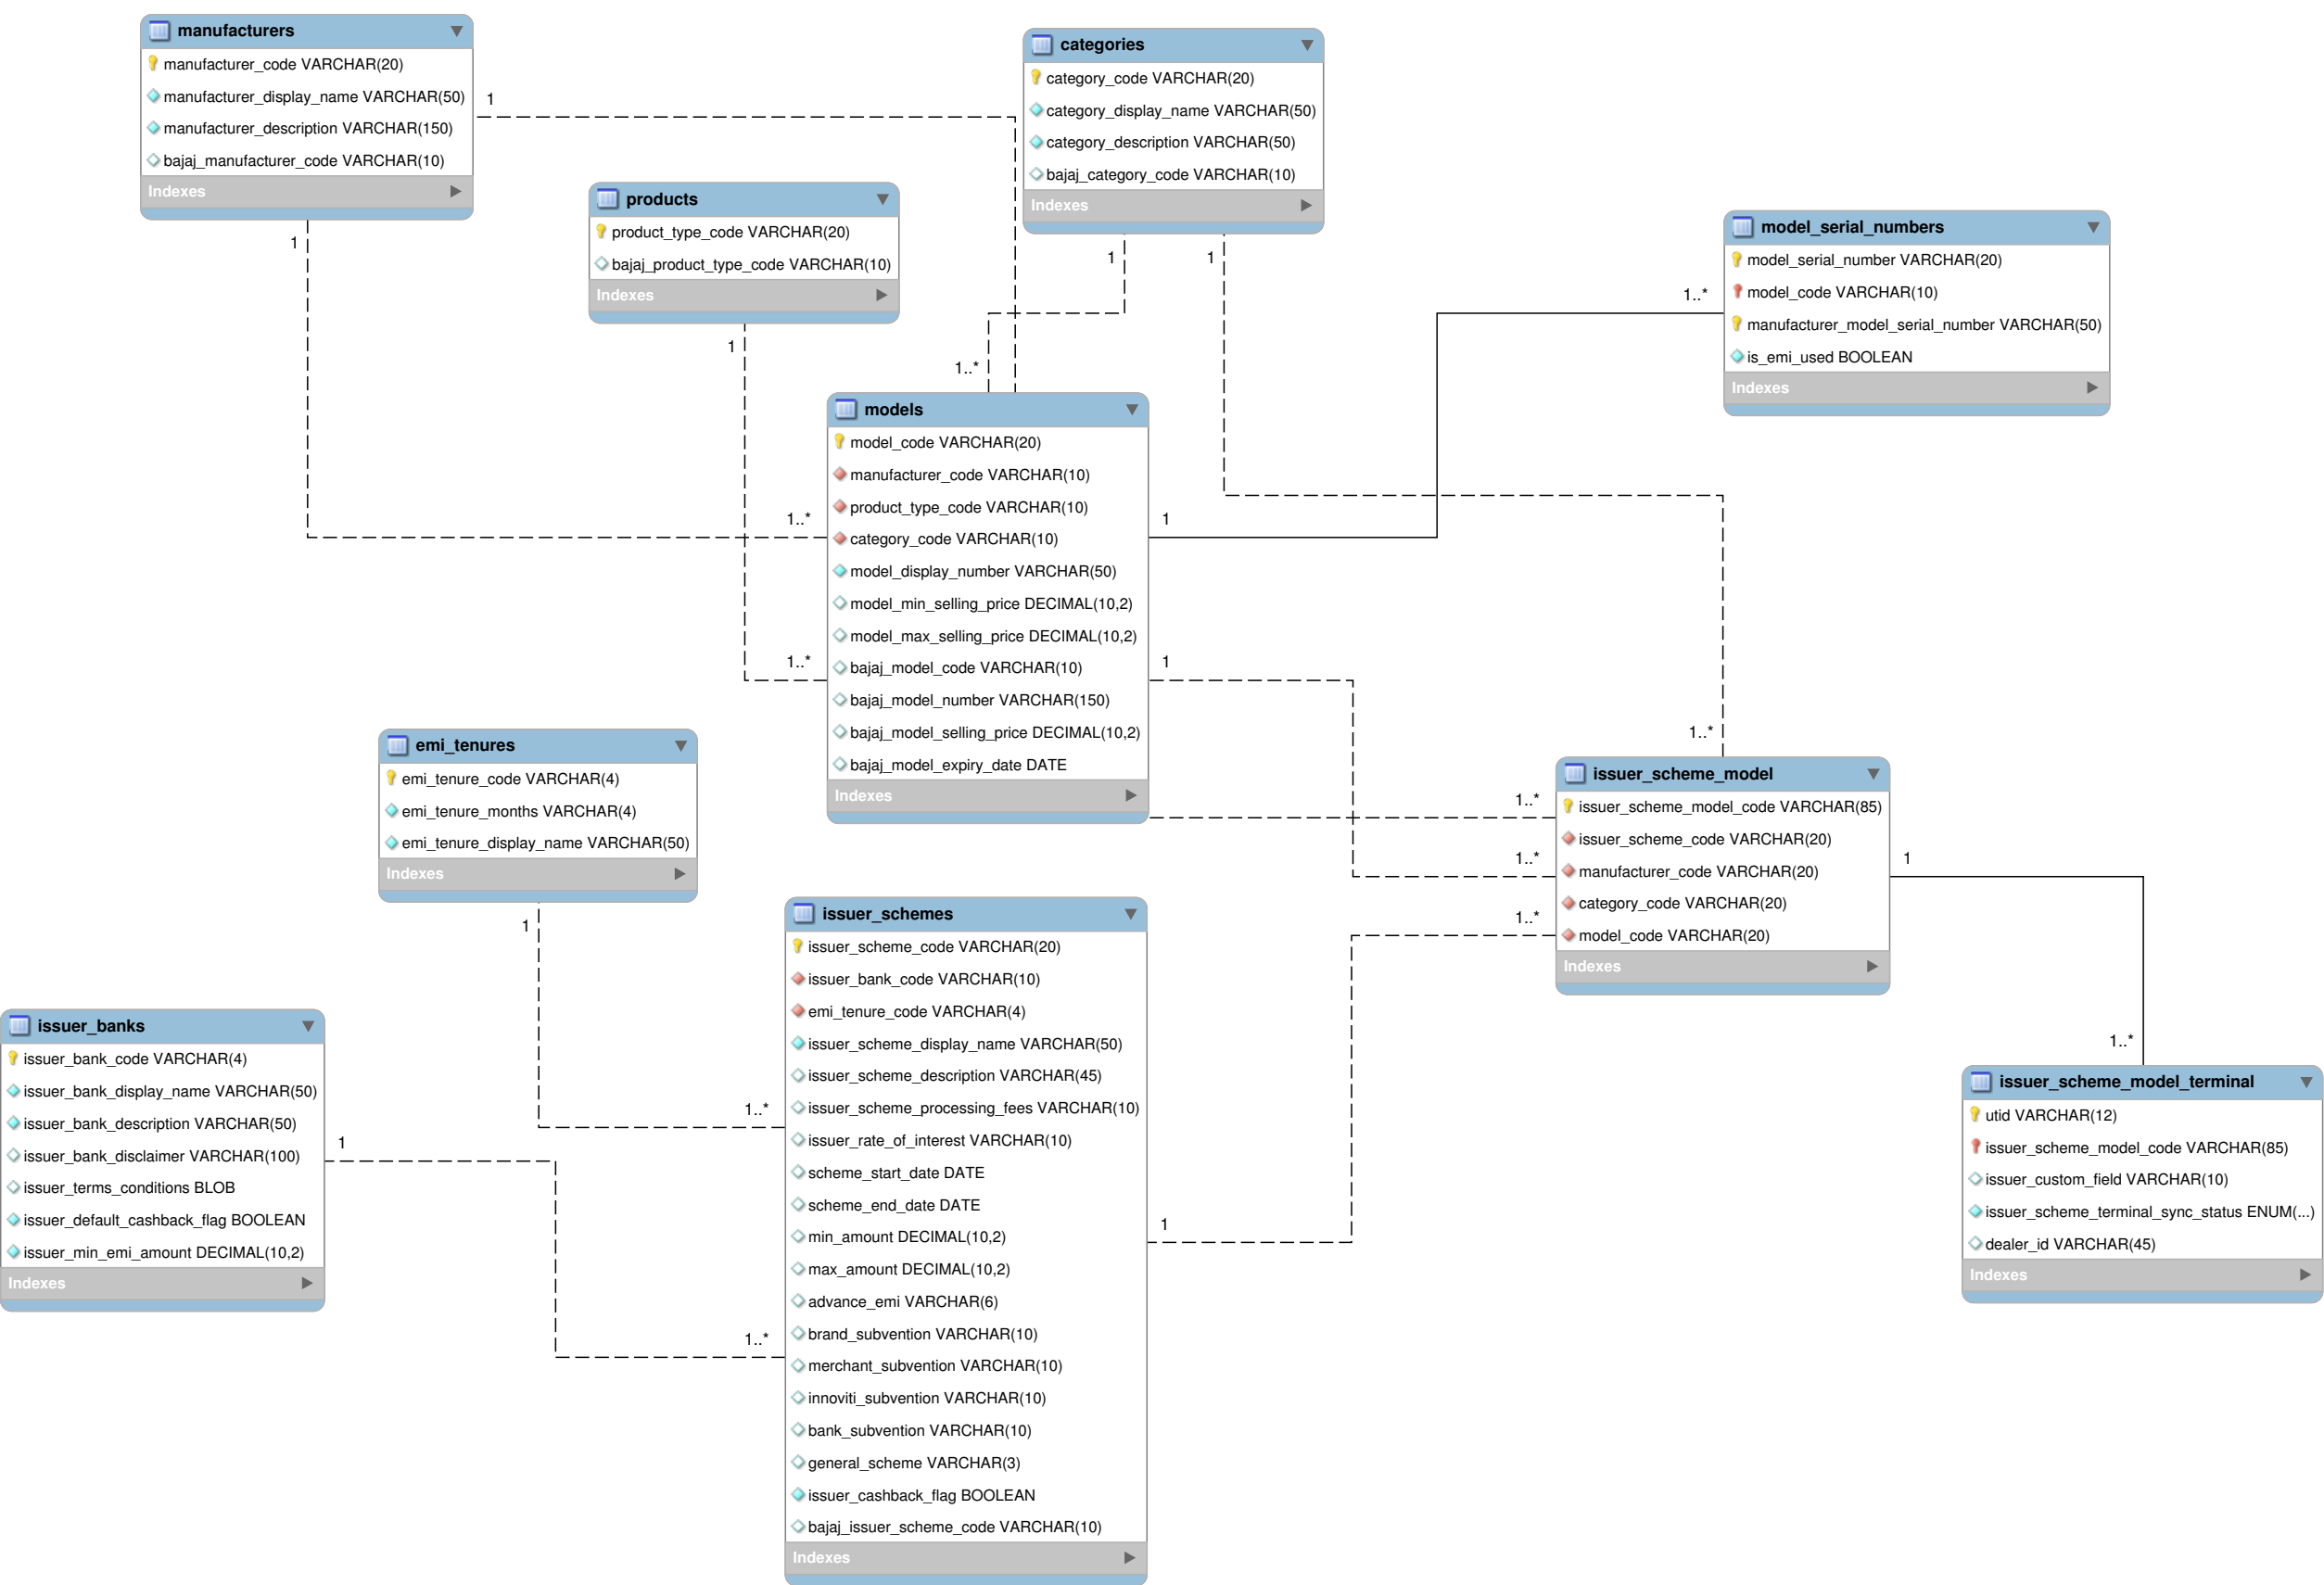 manufacturers
manufacturer_code VARCHAR(20)
manufacturer_display_name VARCHAR(50)
manufacturer_description VARCHAR(150)
bajaj_manufacturer_code VARCHAR(10)
Indexes
1
1
categories
category_code VARCHAR(20)
category_display_name VARCHAR(50)
category_description VARCHAR(50)
bajaj_category_code VARCHAR(10)
Indexes
1
1
products
product_type_code VARCHAR(20)
bajaj_product_type_code VARCHAR(10)
Indexes
1
model_serial_numbers
model_serial_number VARCHAR(20)
model_code VARCHAR(10)
manufacturer_model_serial_number VARCHAR(50)
is_emi_used BOOLEAN
Indexes
1..*
1..*
models
model_code VARCHAR(20)
manufacturer_code VARCHAR(10)
product_type_code VARCHAR(10)
category_code VARCHAR(10)
model_display_number VARCHAR(50)
model_min_selling_price DECIMAL(10,2)
model_max_selling_price DECIMAL(10,2)
bajaj_model_code VARCHAR(10)
bajaj_model_number VARCHAR(150)
bajaj_model_selling_price DECIMAL(10,2)
bajaj_model_expiry_date DATE
Indexes
1..*
1
1..*
1
emi_tenures
emi_tenure_code VARCHAR(4)
emi_tenure_months VARCHAR(4)
emi_tenure_display_name VARCHAR(50)
Indexes
1
1..*
issuer_scheme_model
issuer_scheme_model_code VARCHAR(85)
issuer_scheme_code VARCHAR(20)
manufacturer_code VARCHAR(20)
category_code VARCHAR(20)
model_code VARCHAR(20)
Indexes
1..*
1..*
1..*
1
issuer_schemes
issuer_scheme_code VARCHAR(20)
issuer_bank_code VARCHAR(10)
emi_tenure_code VARCHAR(4)
issuer_scheme_display_name VARCHAR(50)
issuer_scheme_description VARCHAR(45)
issuer_scheme_processing_fees VARCHAR(10)
issuer_rate_of_interest VARCHAR(10)
scheme_start_date DATE
scheme_end_date DATE
min_amount DECIMAL(10,2)
max_amount DECIMAL(10,2)
advance_emi VARCHAR(6)
brand_subvention VARCHAR(10)
merchant_subvention VARCHAR(10)
innoviti_subvention VARCHAR(10)
bank_subvention VARCHAR(10)
general_scheme VARCHAR(3)
issuer_cashback_flag BOOLEAN
bajaj_issuer_scheme_code VARCHAR(10)
Indexes
1..*
1..*
1
issuer_banks
issuer_bank_code VARCHAR(4)
issuer_bank_display_name VARCHAR(50)
issuer_bank_description VARCHAR(50)
issuer_bank_disclaimer VARCHAR(100)
issuer_terms_conditions BLOB
issuer_default_cashback_flag BOOLEAN
issuer_min_emi_amount DECIMAL(10,2)
Indexes
1
1..*
issuer_scheme_model_terminal
utid VARCHAR(12)
issuer_scheme_model_code VARCHAR(85)
issuer_custom_field VARCHAR(10)
issuer_scheme_terminal_sync_status ENUM(...)
dealer_id VARCHAR(45)
Indexes